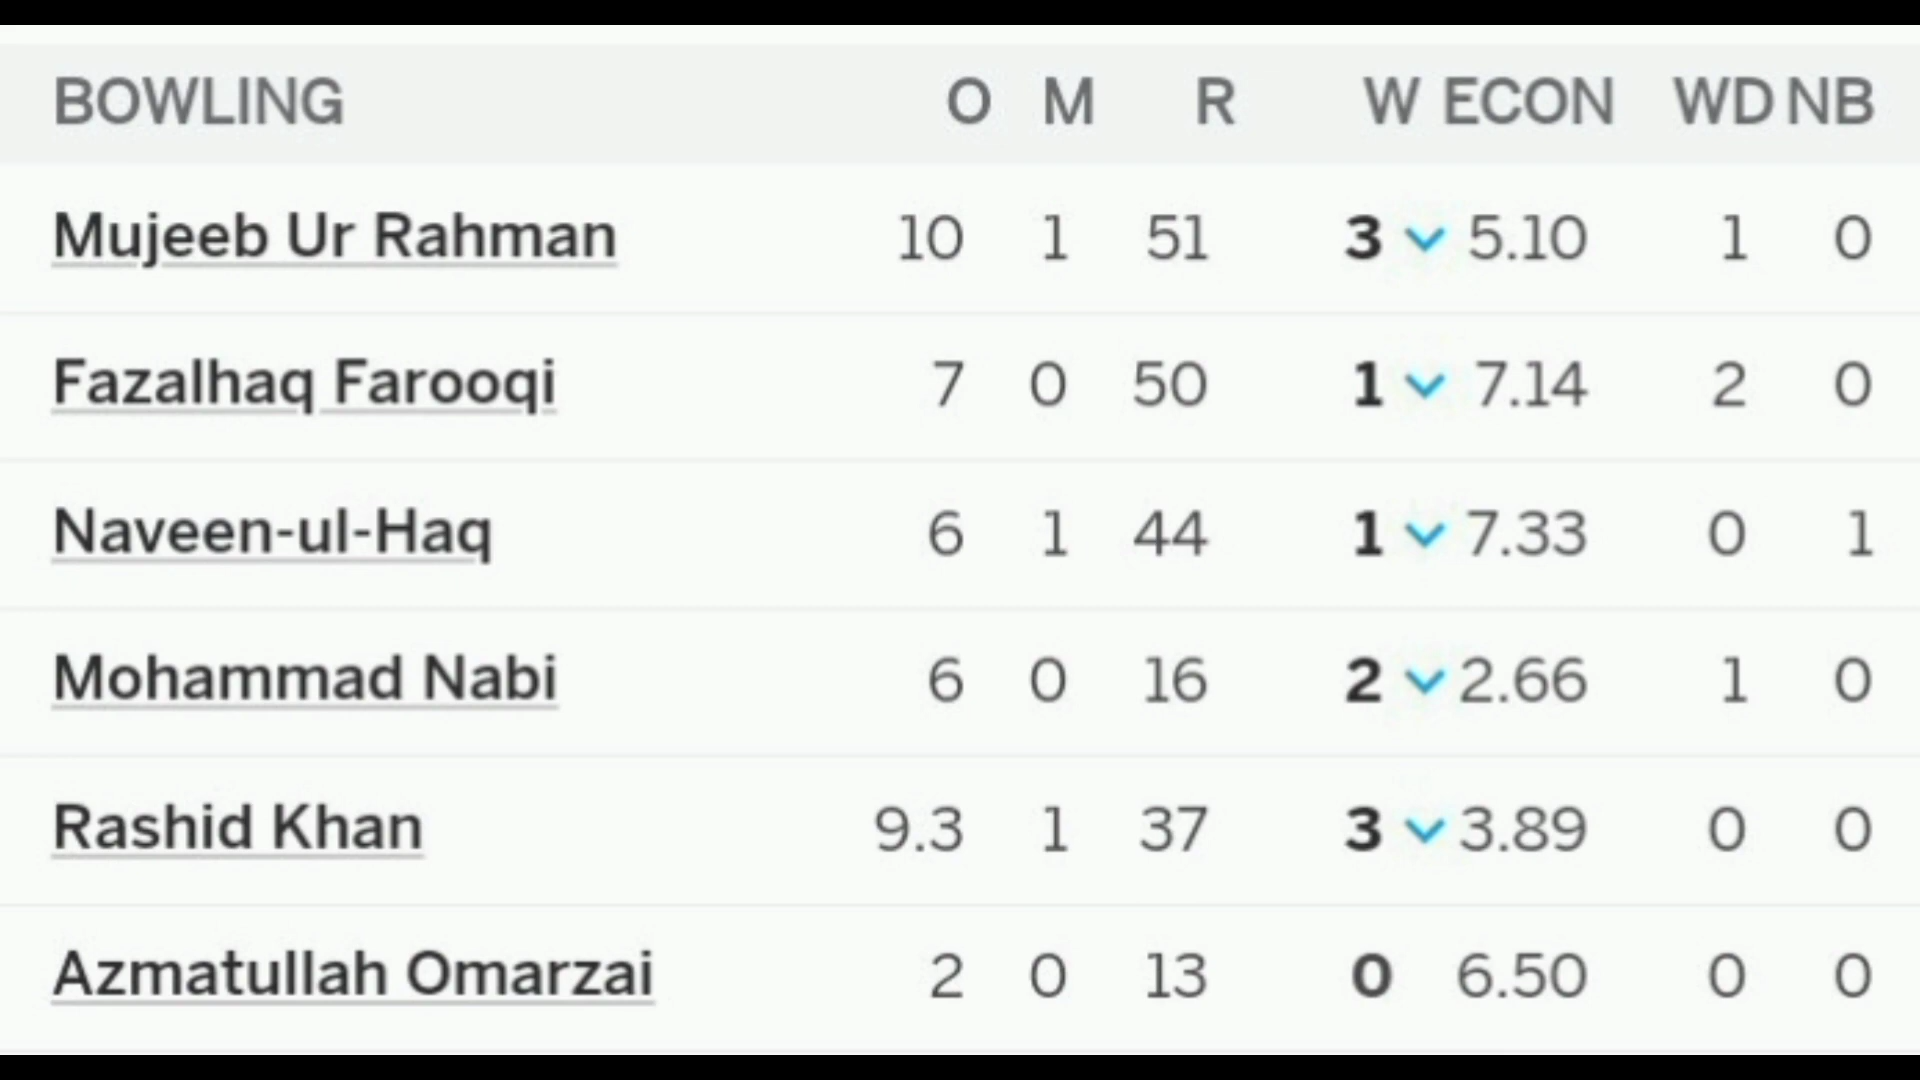 BOWLING O M R W ECON WD NB
Mujeeb Ur Rahman 10 1 51 3 5.10 1 0
Fazalhaq Farooqi 7 0 50 1 7.14 2 0
Naveen-ul-Haq 6 1 44 1 7.33 0 1
Mohammad Nabi 6 0 16 2 2.66 1 0
Rashid Khan 9.3 1 37 3 3.89 0 0
Azmatullah Omarzai 2 0 13 0 6.50 0 0